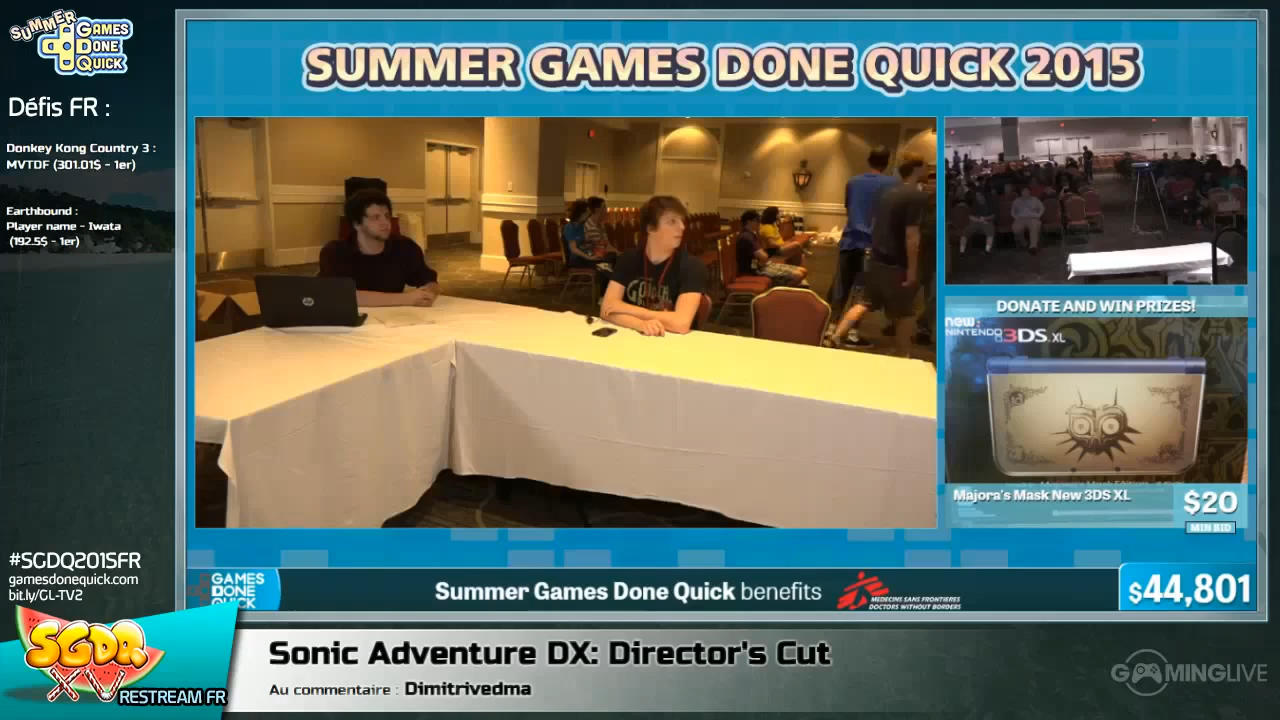 SUMMER
GAMES
DONE
QUICK
Défis FR :
Donkey Kong Country 3 :
MVTDF (301.01$ - 1er)
Earthbound :
Player name - Iwata
(192.5$ - 1er)
#SGDQ2015FR
gamesdonequick.com
bit.ly/GL-TV2
SUMMER GAMES DONE QUICK 2015
hp
DONATE AND WIN PRIZES!
new
NINTENDO 3DS XL
Majora's Mask New 3DS XL
$20
MIN BID
GAMES
DONE
QUICK
Summer Games Done Quick benefits
MEDECINS SANS FRONTIERES
DOCTORS WITHOUT BORDERS
$44,801
SGDQ
XV
RESTREAM FR
Sonic Adventure DX: Director's Cut
Au commentaire : Dimitrivedma
GAMINGLIVE